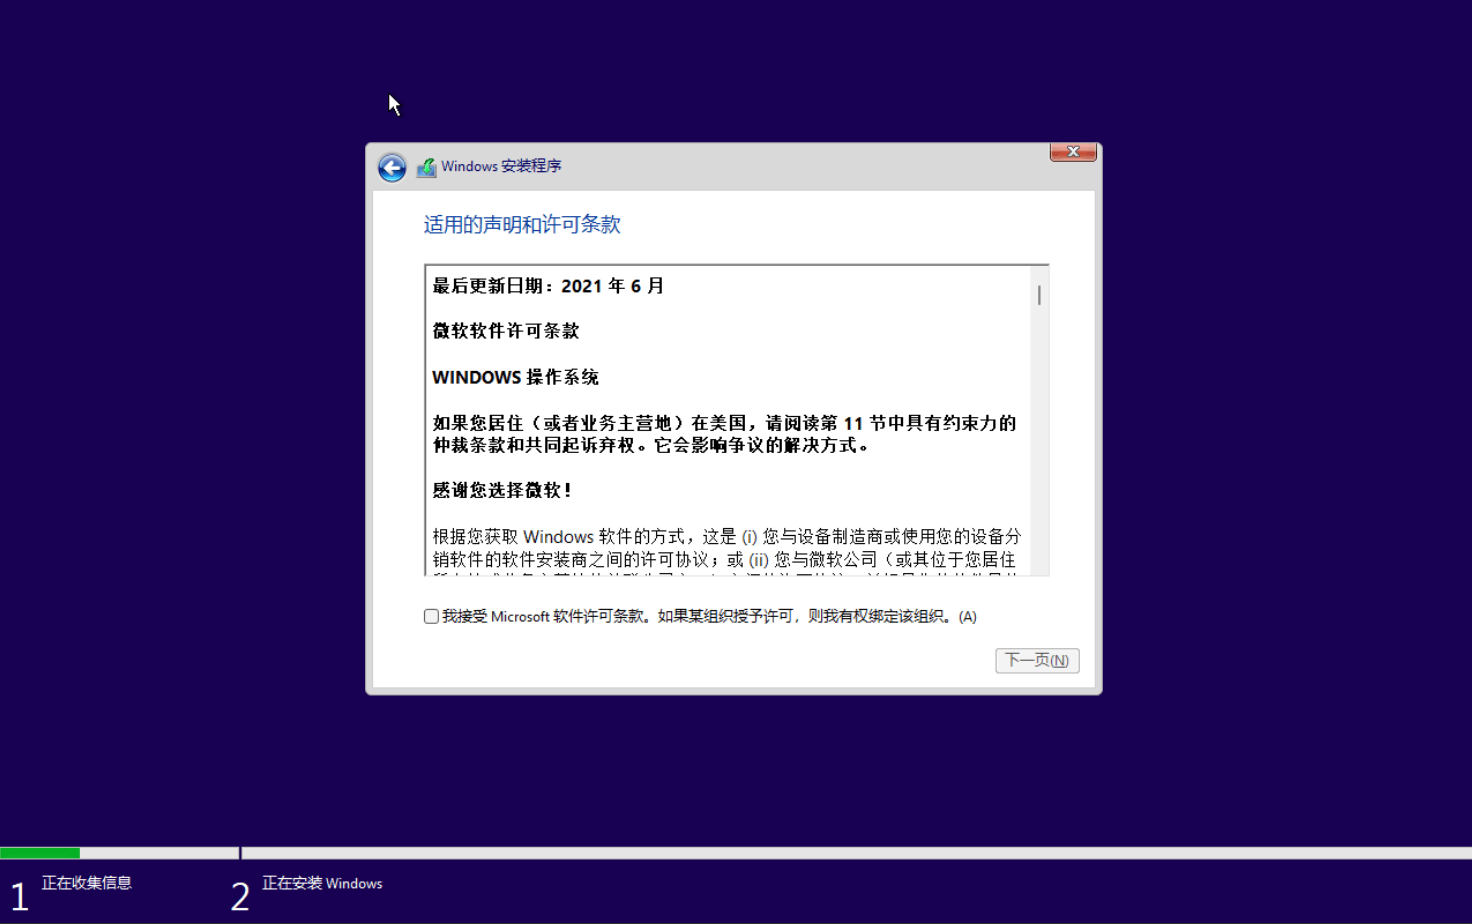 Windows 安装程序
适用的声明和许可条款
最后更新日期：2021 年 6 月
微软软件许可条款
WINDOWS 操作系统
如果您居住（或者业务主营地）在美国，请阅读第 11 节中具有约束力的
仲裁条款和共同起诉弃权。它会影响争议的解决方式。
感谢您选择微软！
根据您获取 Windows 软件的方式，这是 (i) 您与设备制造商或使用您的设备分
销软件的软件安装商之间的许可协议；或 (ii) 您与微软公司（或其位于您居住
我接受 Microsoft 软件许可条款。如果某组织授予许可，则我有权绑定该组织。(A)
下一页(N)
1 正在收集信息
2 正在安装 Windows